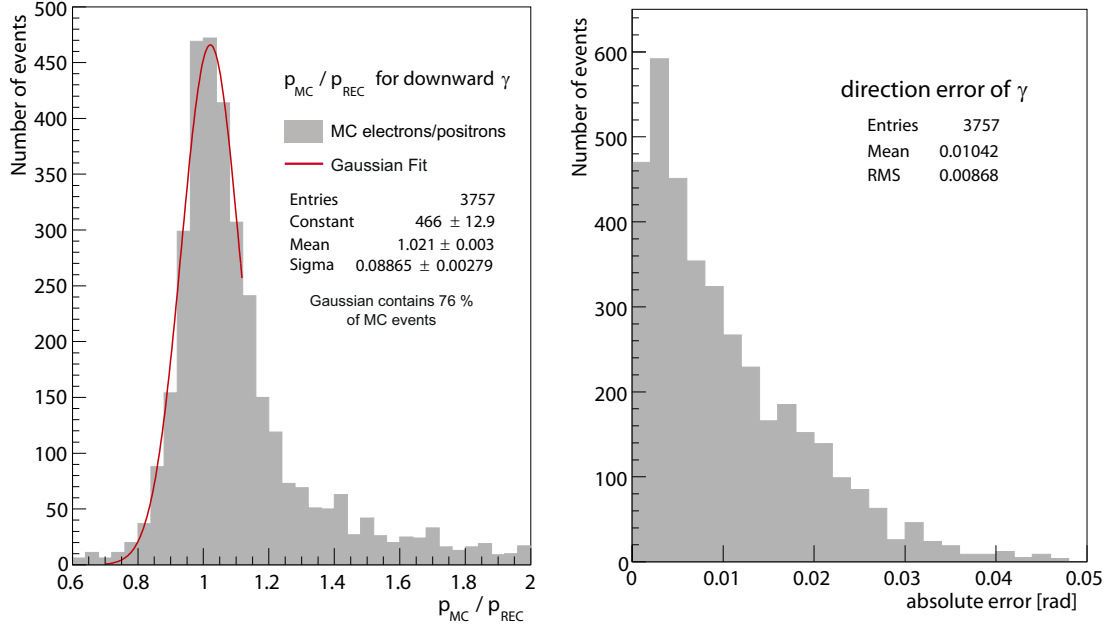 500
450
400
350
300
250
200
150
100
50
0
Number of events
p_MC / p_REC for downward γ
MC electrons/positrons
Gaussian Fit
Entries 3757
Constant 466 ± 12.9
Mean 1.021 ± 0.003
Sigma 0.08865 ± 0.00279
Gaussian contains 76 %
of MC events
0.6 0.8 1 1.2 1.4 1.6 1.8 2
p_MC / p_REC
600
500
400
300
200
100
0
Number of events
direction error of γ
Entries 3757
Mean 0.01042
RMS 0.00868
0 0.01 0.02 0.03 0.04 0.05
absolute error [rad]